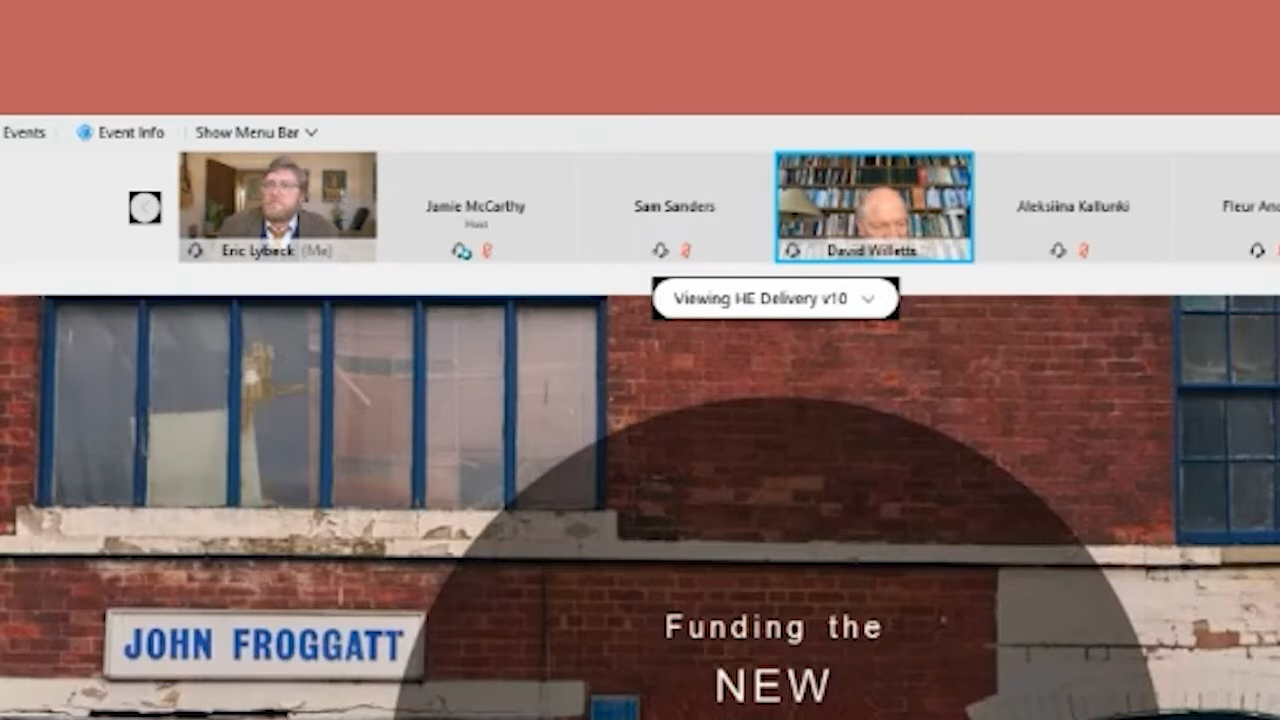 Events Event Info Show Menu Bar
Jamie McCarthy Sam Sanders Aleksiina Kallunki Fleur
Host
Eric Lybeck (Me) David Willetts
Viewing HE Delivery v10
JOHN FROGGATT
Funding the
NEW